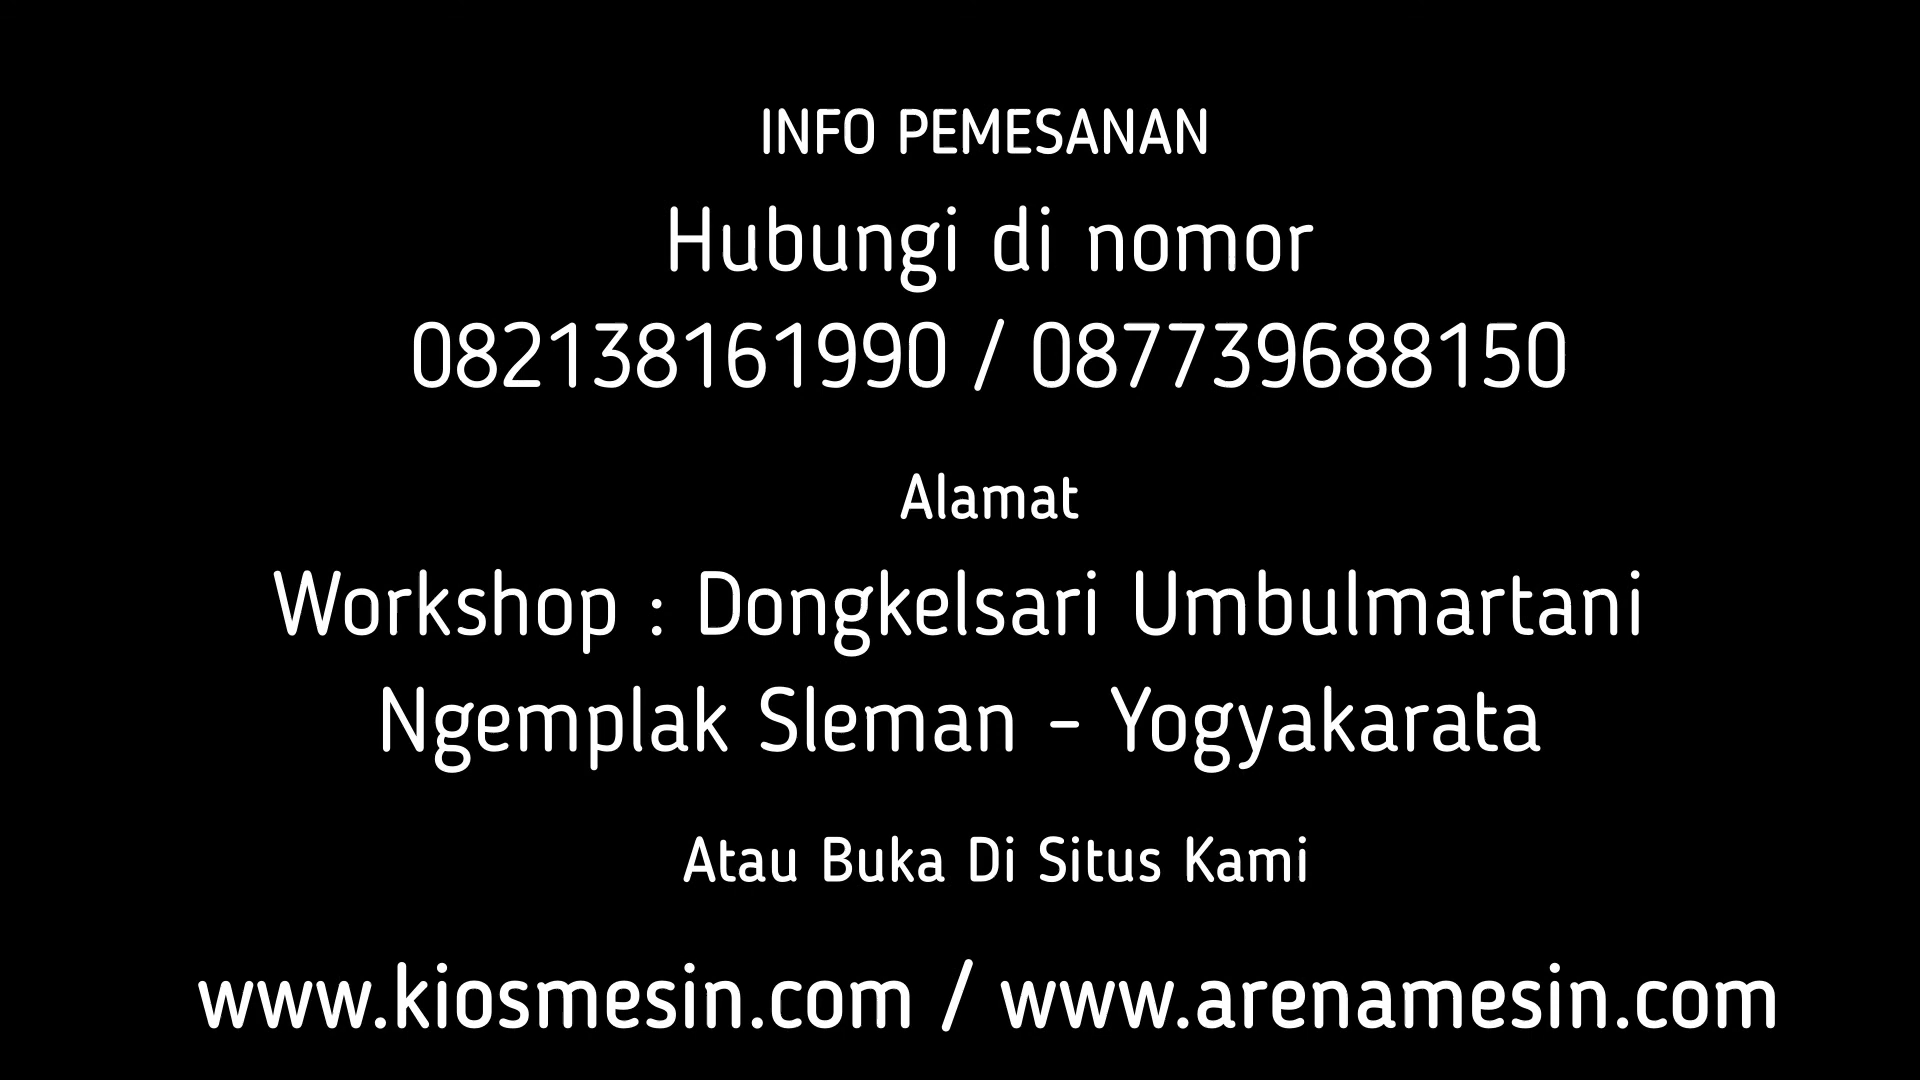 INFO PEMESANAN
Hubungi di nomor
082138161990 / 087739688150
Alamat
Workshop : Dongkelsari Umbulmartani
Ngemplak Sleman - Yogyakarata
Atau Buka Di Situs Kami
www.kiosmesin.com / www.arenamesin.com